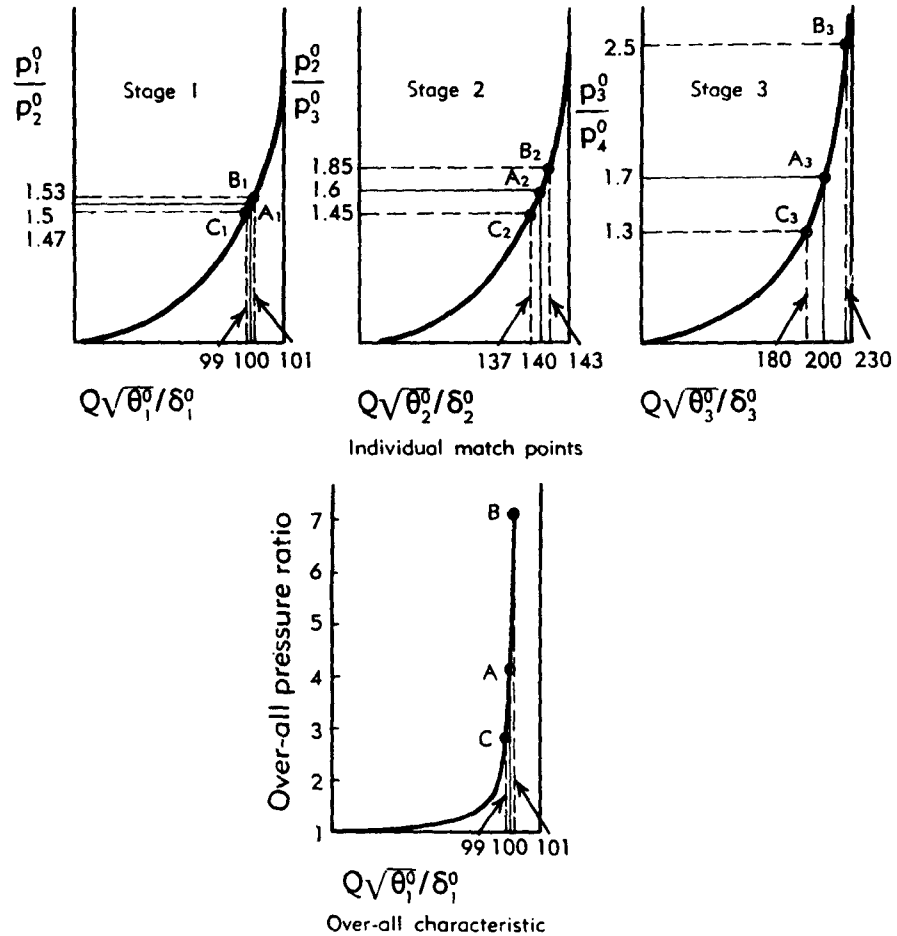 p₁⁰/p₂⁰
Stage 1
1.53
1.5
1.47
B₁
A₁
C₁
99 100 101
Q√θ₁⁰/δ₁⁰
p₂⁰/p₃⁰
Stage 2
1.85
1.6
1.45
B₂
A₂
C₂
137 140 143
Q√θ₂⁰/δ₂⁰
p₃⁰/p₄⁰
Stage 3
2.5
1.7
1.3
B₃
A₃
C₃
180 200 230
Q√θ₃⁰/δ₃⁰
Individual match points
Over-all pressure ratio
7
6
5
4
3
2
1
B
A
C
99 100 101
Q√θ₁⁰/δ₁⁰
Over-all characteristic